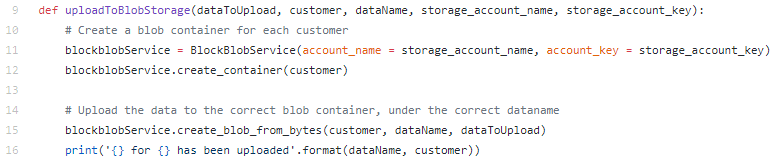 9 def uploadToBlobStorage(dataToUpload, customer, dataName, storage_account_name, storage_account_key):
10 # Create a blob container for each customer
11 blockblobService = BlockBlobService(account_name = storage_account_name, account_key = storage_account_key)
12 blockblobService.create_container(customer)
13
14 # Upload the data to the correct blob container, under the correct dataname
15 blockblobService.create_blob_from_bytes(customer, dataName, dataToUpload)
16 print('{} for {} has been uploaded'.format(dataName, customer))